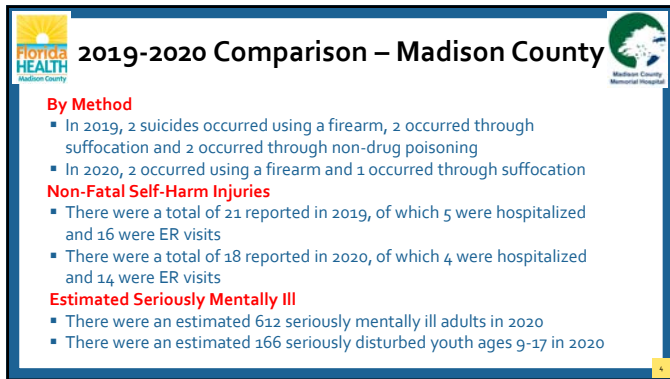 Florida
HEALTH
Madison County
2019-2020 Comparison – Madison County
Madison County
Memorial Hospital
By Method
▪ In 2019, 2 suicides occurred using a firearm, 2 occurred through
suffocation and 2 occurred through non-drug poisoning
▪ In 2020, 2 occurred using a firearm and 1 occurred through suffocation
Non-Fatal Self-Harm Injuries
▪ There were a total of 21 reported in 2019, of which 5 were hospitalized
and 16 were ER visits
▪ There were a total of 18 reported in 2020, of which 4 were hospitalized
and 14 were ER visits
Estimated Seriously Mentally Ill
▪ There were an estimated 612 seriously mentally ill adults in 2020
▪ There were an estimated 166 seriously disturbed youth ages 9-17 in 2020
4